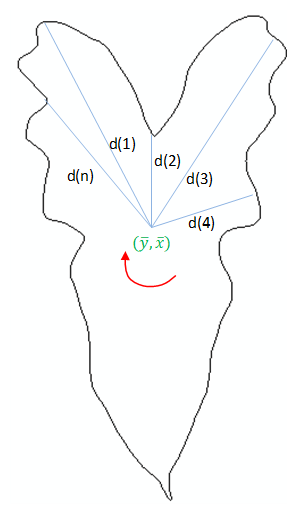 d(1)
d(2)
d(n)
d(3)
d(4)
(y̅, x̅)